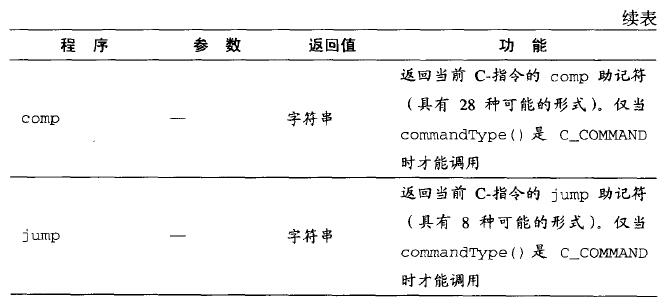 续表
程 序 参 数 返回值 功 能
comp — 字符串 返回当前 C-指令的 comp 助记符
(具有 28 种可能的形式)。仅当
commandType()是 C_COMMAND
时才能调用
jump — 字符串 返回当前 C-指令的 jump 助记符
(具有 8 种可能的形式)。仅当
commandType()是 C_COMMAND
时才能调用